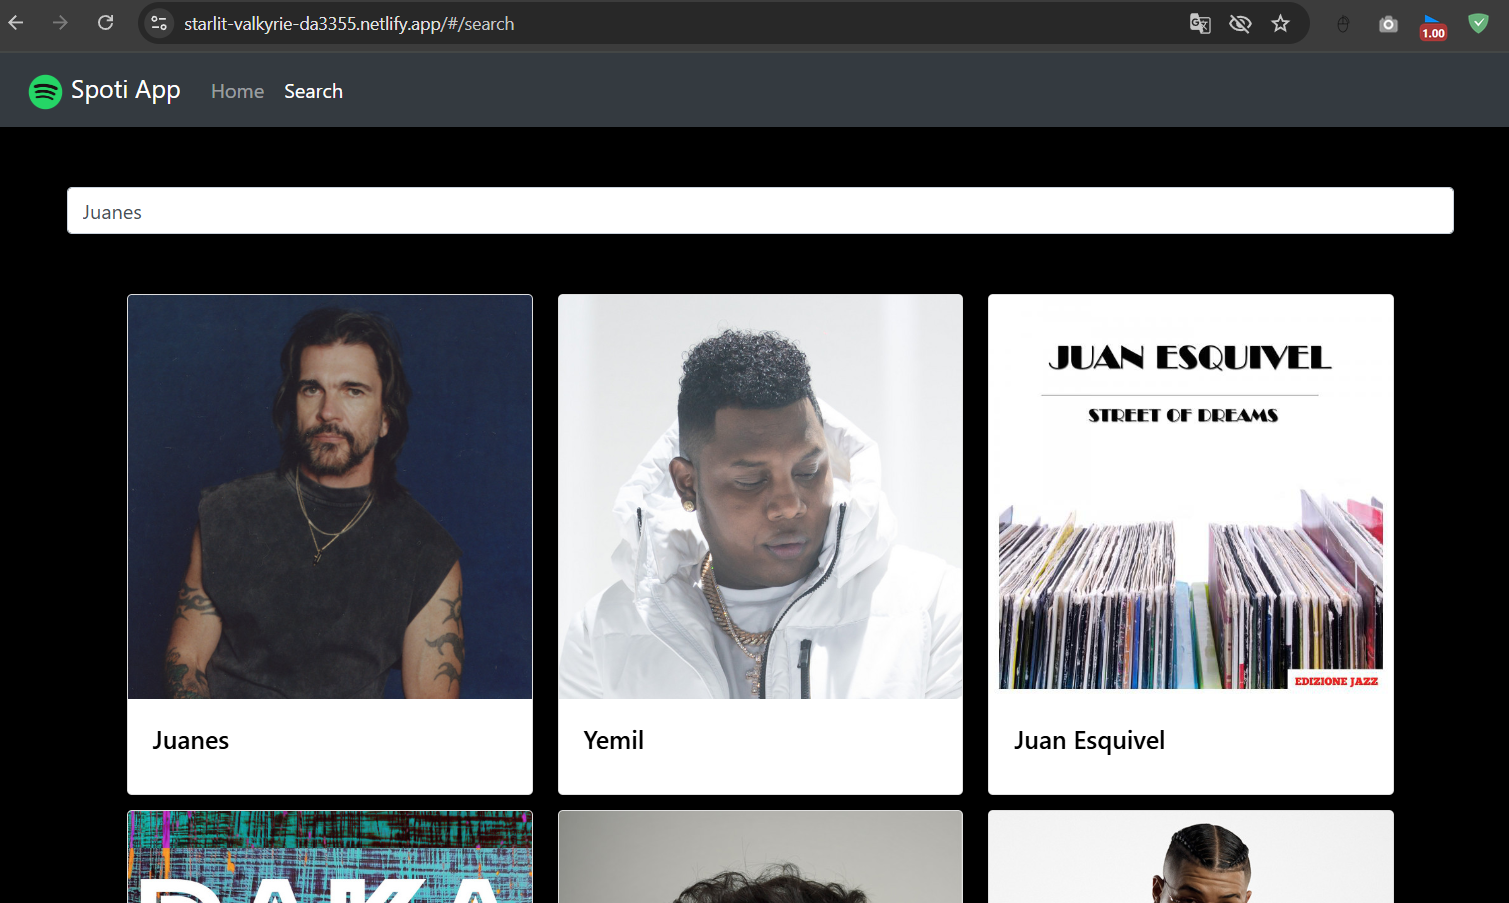 starlit-valkyrie-da3355.netlify.app/#/search
1.00
Spoti App
Home
Search
Juanes
JUAN ESQUIVEL
STREET OF DREAMS
EDIZIONE JAZZ
Juanes
Yemil
Juan Esquivel